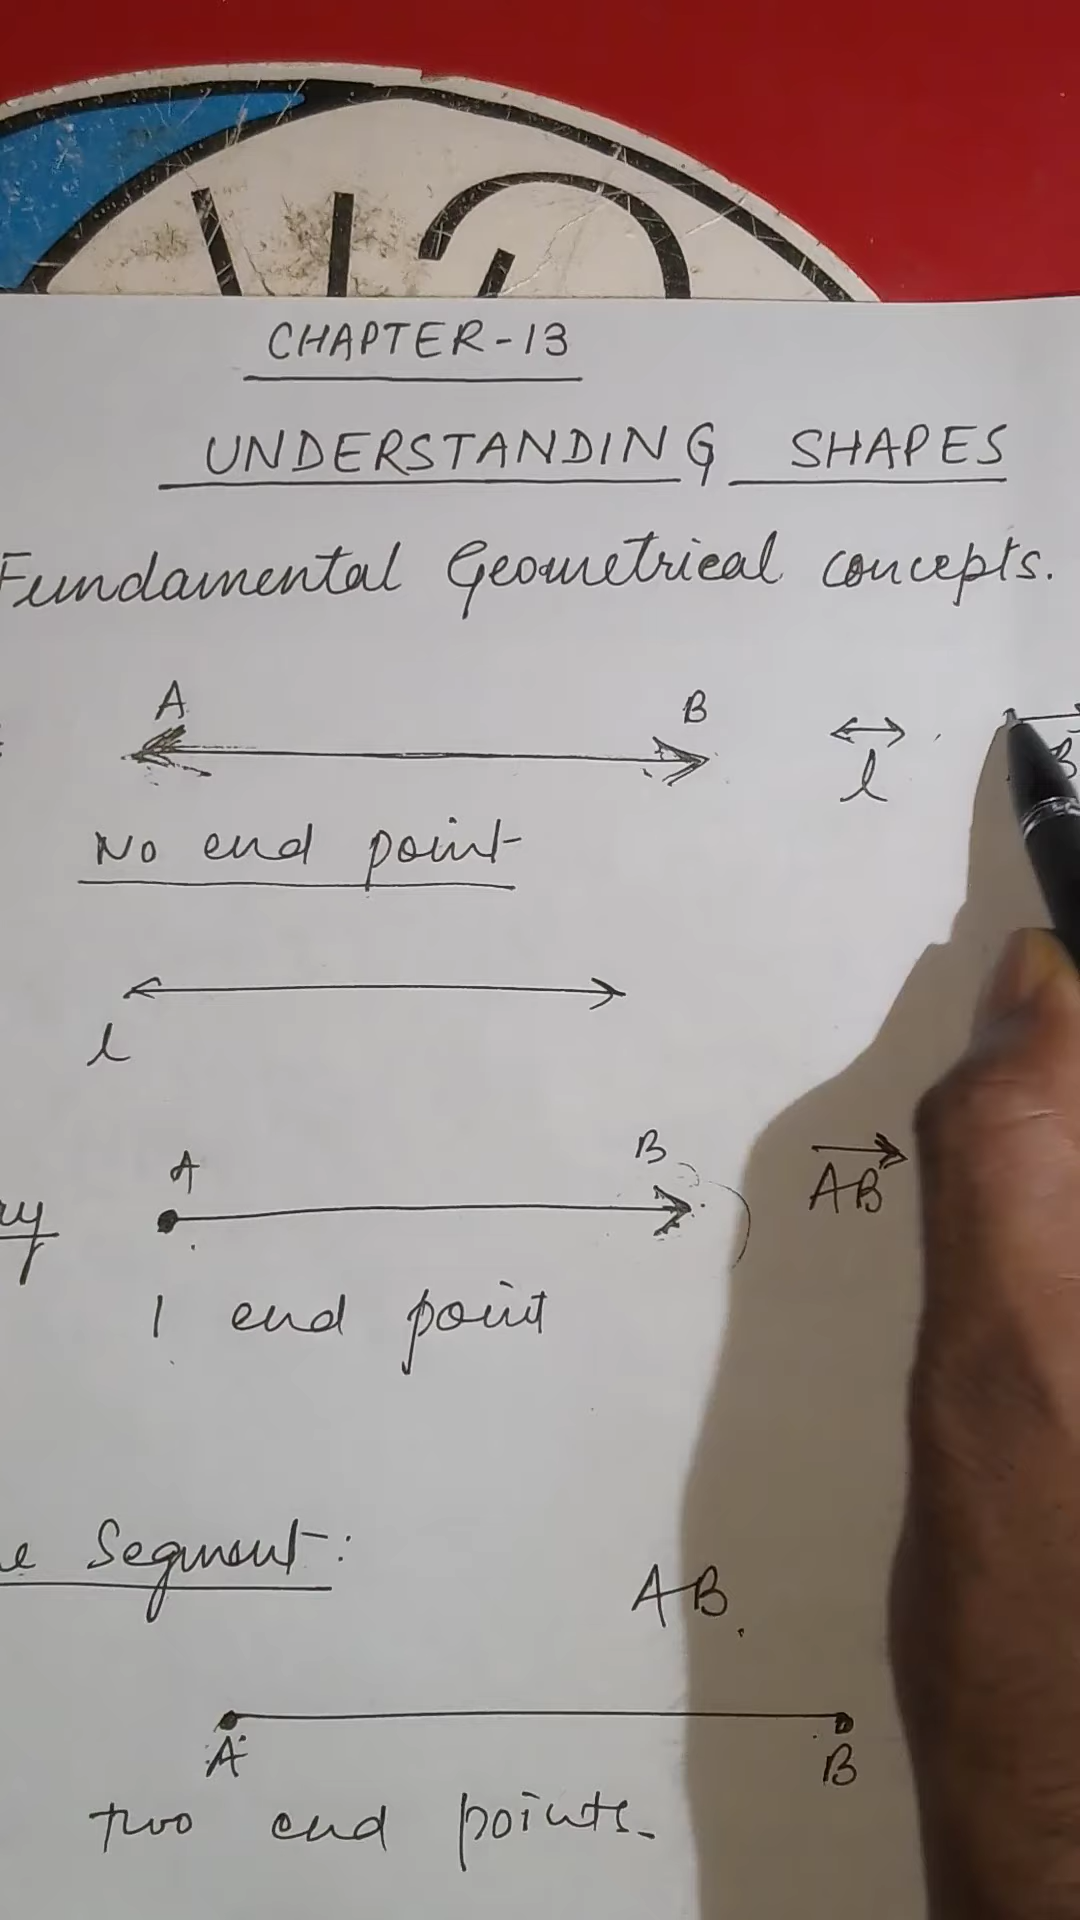 CHAPTER-13
UNDERSTANDING SHAPES
Fundamental Geometrical concepts.
A B
l B
No end point
l
A B AB
1 end point
Segment:
AB.
A B
two end points.